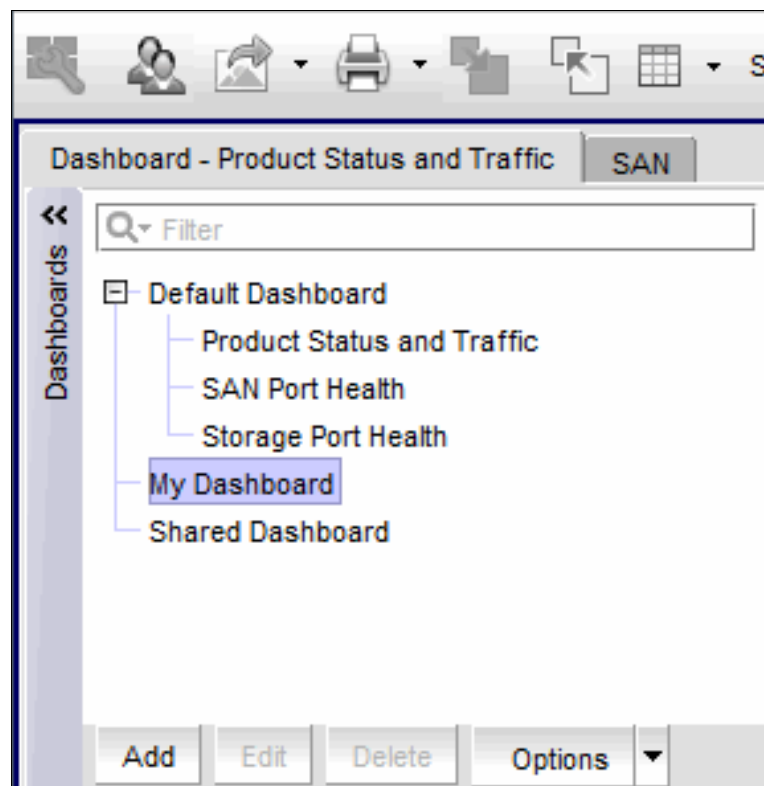 S
Dashboard - Product Status and Traffic SAN
Dashboards
Filter
Default Dashboard
Product Status and Traffic
SAN Port Health
Storage Port Health
My Dashboard
Shared Dashboard
Add Edit Delete Options